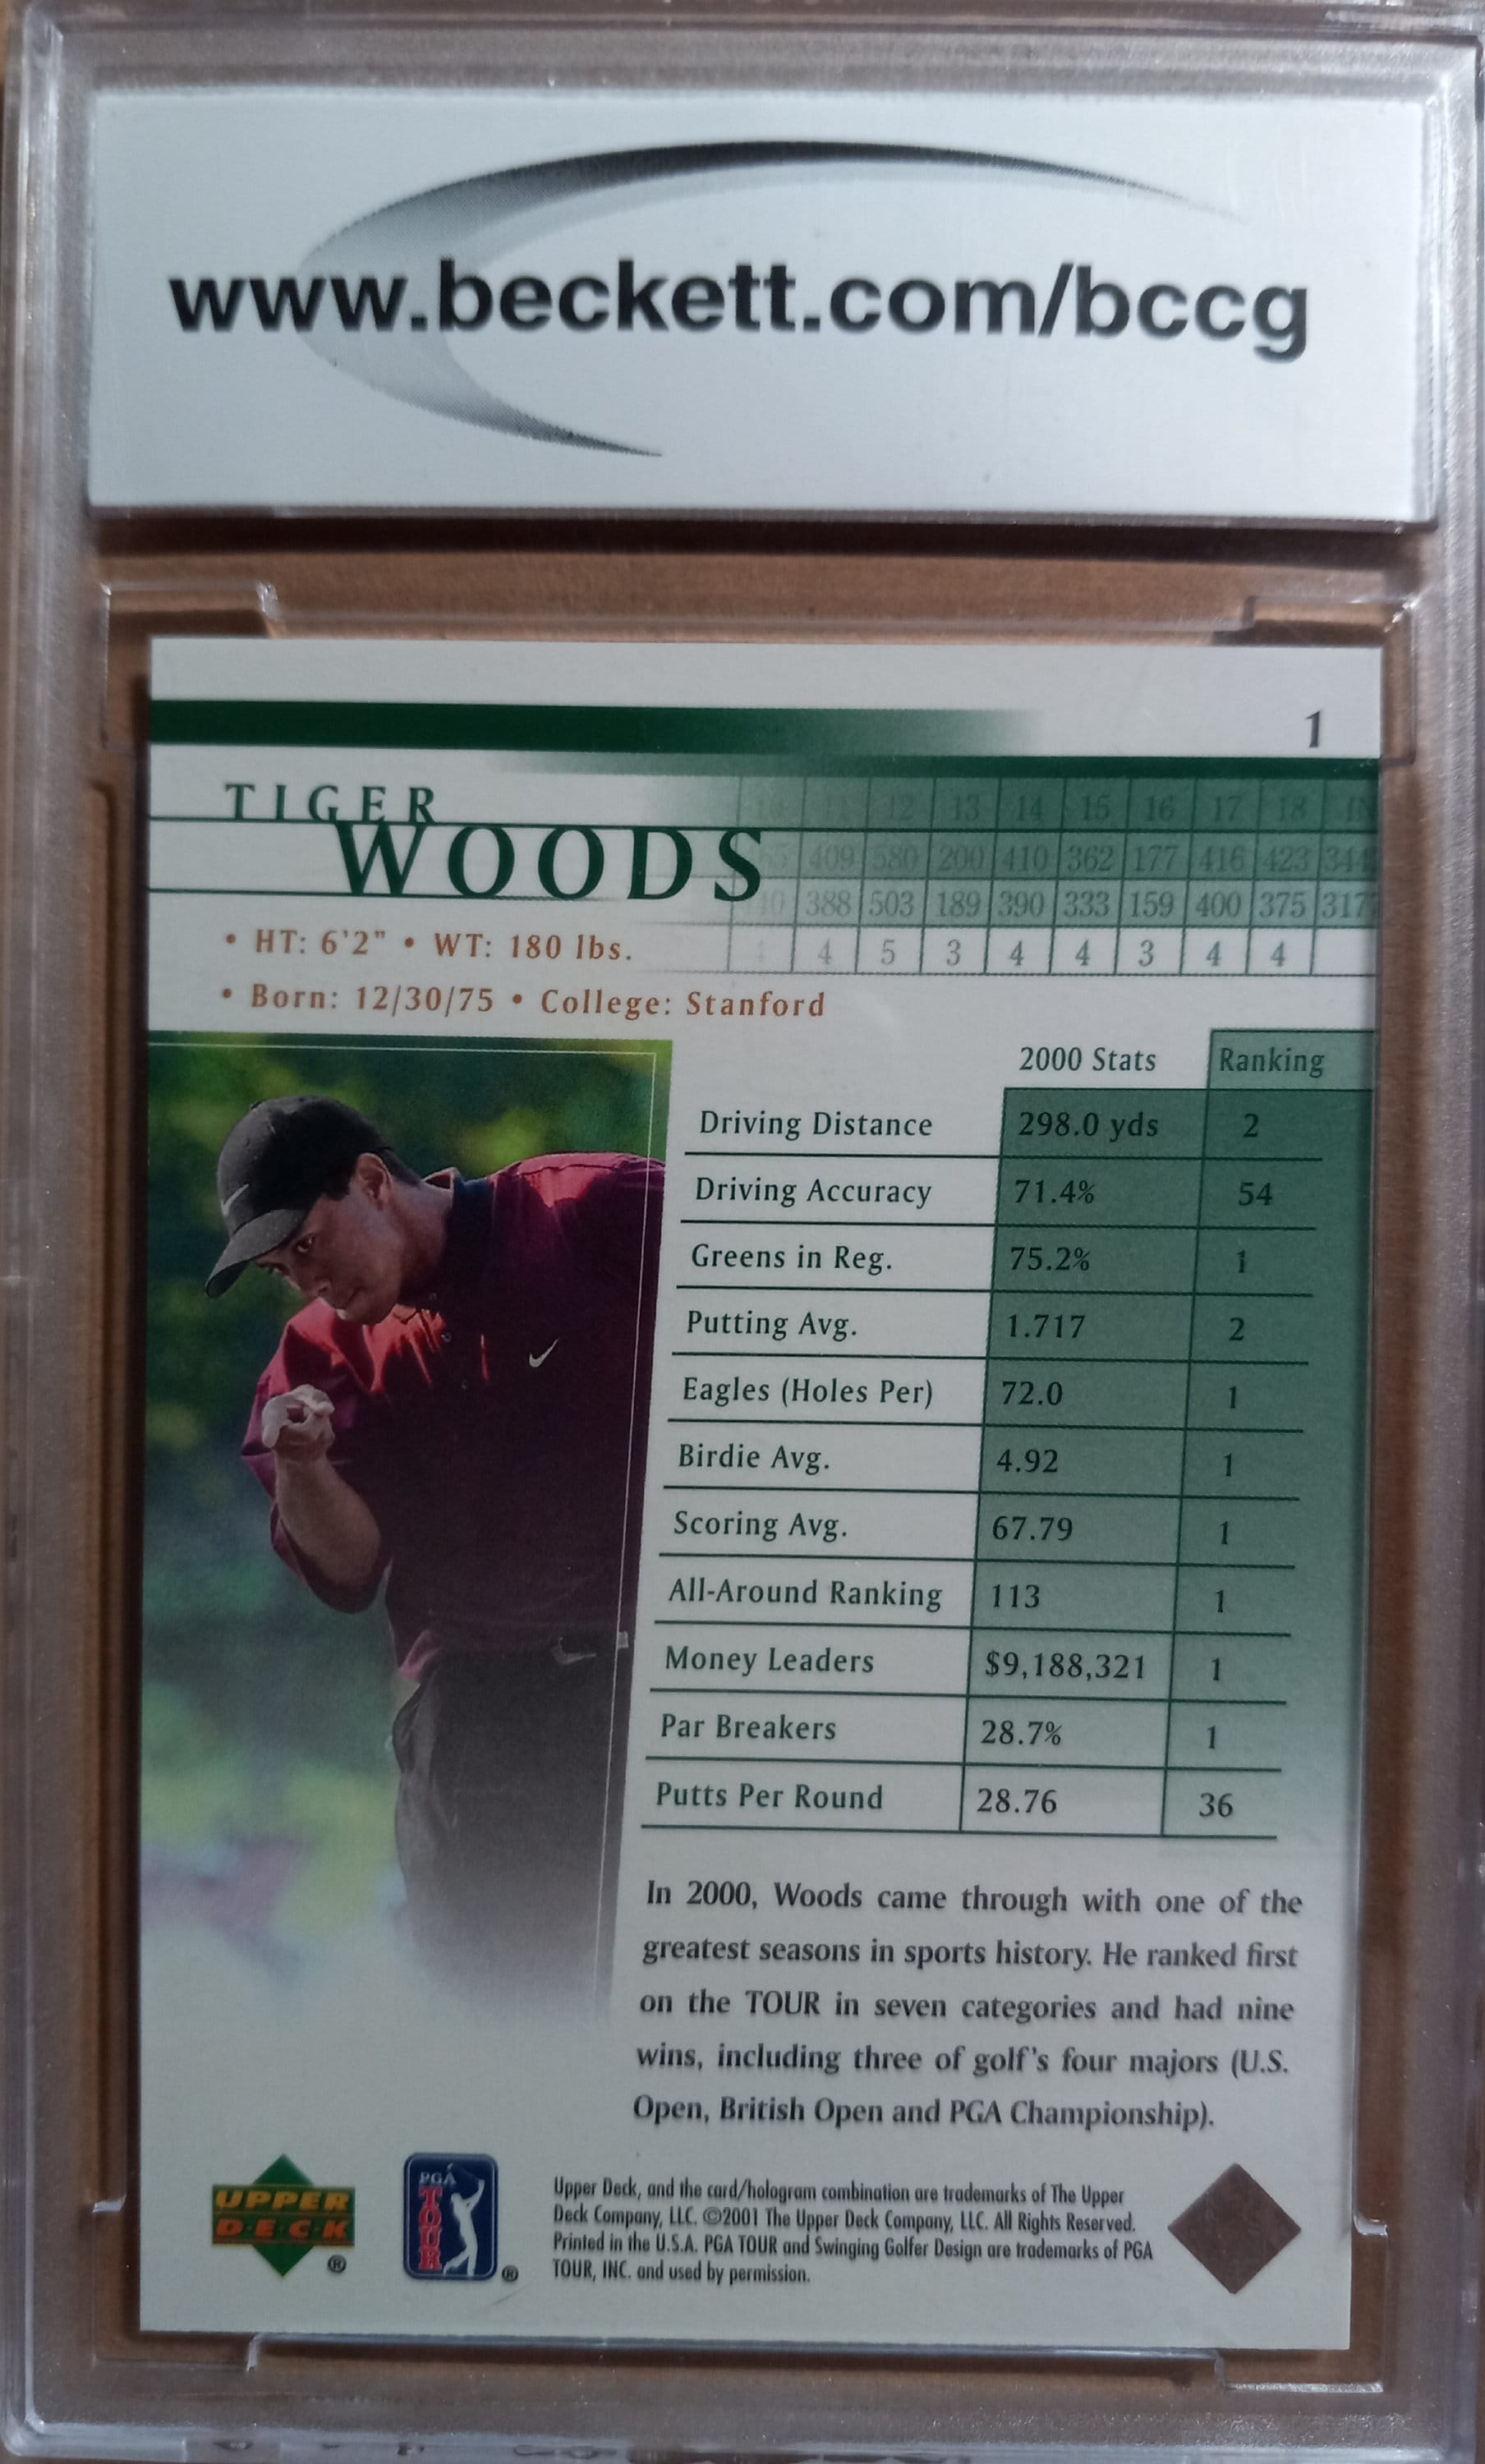 www.beckett.com/bccg
1
TIGER
WOODS
12 13 14 15 16 17 18
409 580 200 410 362 177 416 423 344
388 503 189 390 333 159 400 375 317
4 5 3 4 4 3 4 4
• HT: 6'2" • WT: 180 lbs.
• Born: 12/30/75 • College: Stanford
2000 Stats Ranking
Driving Distance 298.0 yds 2
Driving Accuracy 71.4% 54
Greens in Reg. 75.2% 1
Putting Avg. 1.717 2
Eagles (Holes Per) 72.0 1
Birdie Avg. 4.92 1
Scoring Avg. 67.79 1
All-Around Ranking 113 1
Money Leaders $9,188,321 1
Par Breakers 28.7% 1
Putts Per Round 28.76 36
In 2000, Woods came through with one of the
greatest seasons in sports history. He ranked first
on the TOUR in seven categories and had nine
wins, including three of golf's four majors (U.S.
Open, British Open and PGA Championship).
UPPER
DECK
®
PGA
TOUR
®
Upper Deck, and the card/hologram combination are trademarks of The Upper
Deck Company, LLC. ©2001 The Upper Deck Company, LLC. All Rights Reserved.
Printed in the U.S.A. PGA TOUR and Swinging Golfer Design are trademarks of PGA
TOUR, INC. and used by permission.